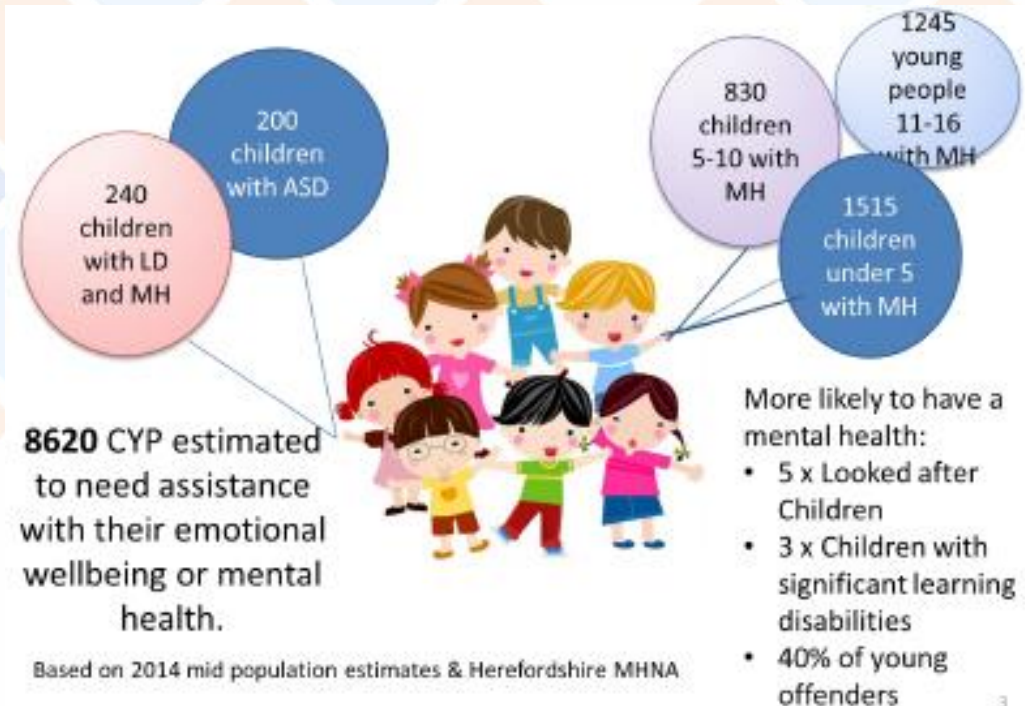 200
children
with ASD
240
children
with LD
and MH
830
children
5-10 with
MH
1245
young
people
11-16
with MH
1515
children
under 5
with MH
8620 CYP estimated
to need assistance
with their emotional
wellbeing or mental
health.
More likely to have a
mental health:
• 5 x Looked after
Children
• 3 x Children with
significant learning
disabilities
• 40% of young
offenders
Based on 2014 mid population estimates & Herefordshire MHNA
3